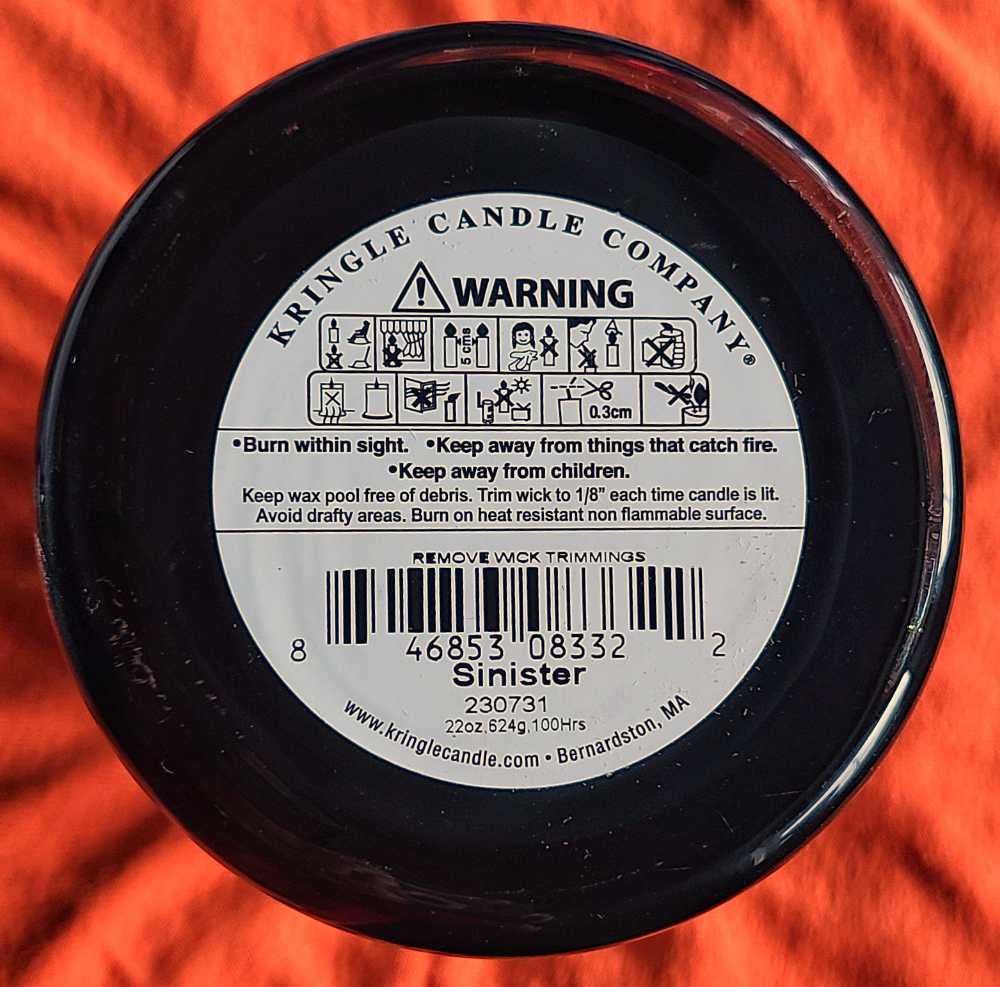 KRINGLE CANDLE COMPANY®
WARNING
5 cms
0.3cm
•Burn within sight. •Keep away from things that catch fire.
•Keep away from children.
Keep wax pool free of debris. Trim wick to 1/8” each time candle is lit.
Avoid drafty areas. Burn on heat resistant non flammable surface.
REMOVE WICK TRIMMINGS
8 46853 08332 2
Sinister
230731
22oz,624g,100Hrs
www.kringlecandle.com • Bernardston, MA